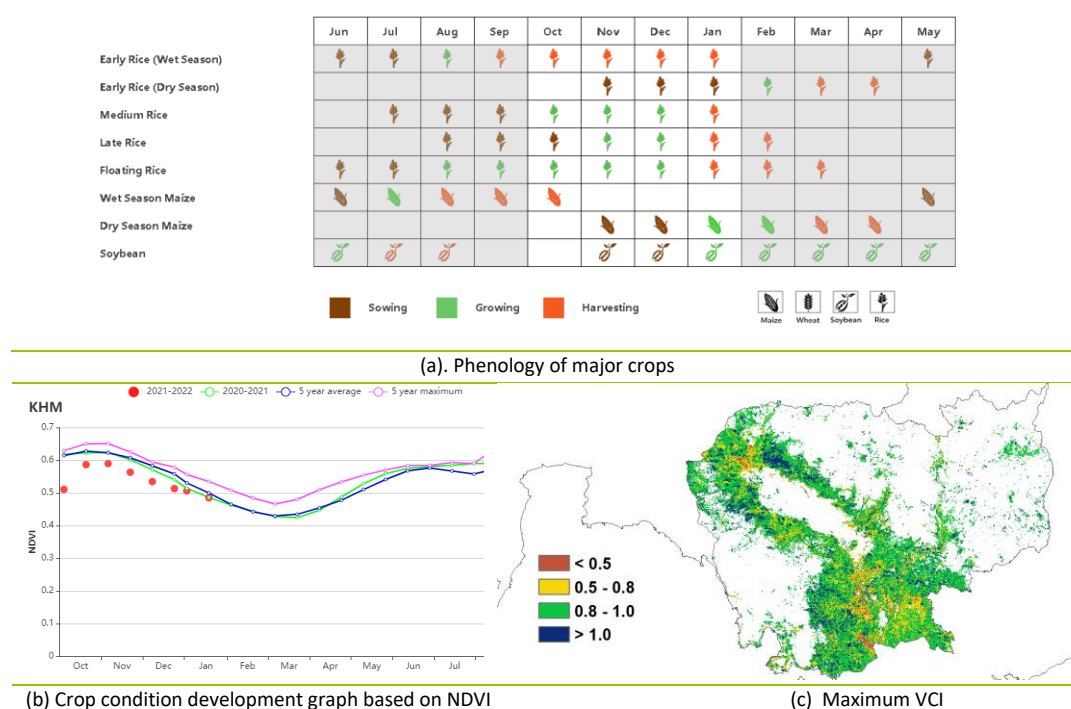 Jun Jul Aug Sep Oct Nov Dec Jan Feb Mar Apr May
Early Rice (Wet Season)
Early Rice (Dry Season)
Medium Rice
Late Rice
Floating Rice
Wet Season Maize
Dry Season Maize
Soybean
Sowing Growing Harvesting
Maize Wheat Soybean Rice
(a). Phenology of major crops
2021-2022 2020-2021 5 year average 5 year maximum
KHM
0.7
0.6
0.5
0.4
0.3
0.2
0.1
0
NDVI
Oct Nov Dec Jan Feb Mar Apr May Jun Jul
< 0.5
0.5 - 0.8
0.8 - 1.0
> 1.0
(b) Crop condition development graph based on NDVI
(c) Maximum VCI